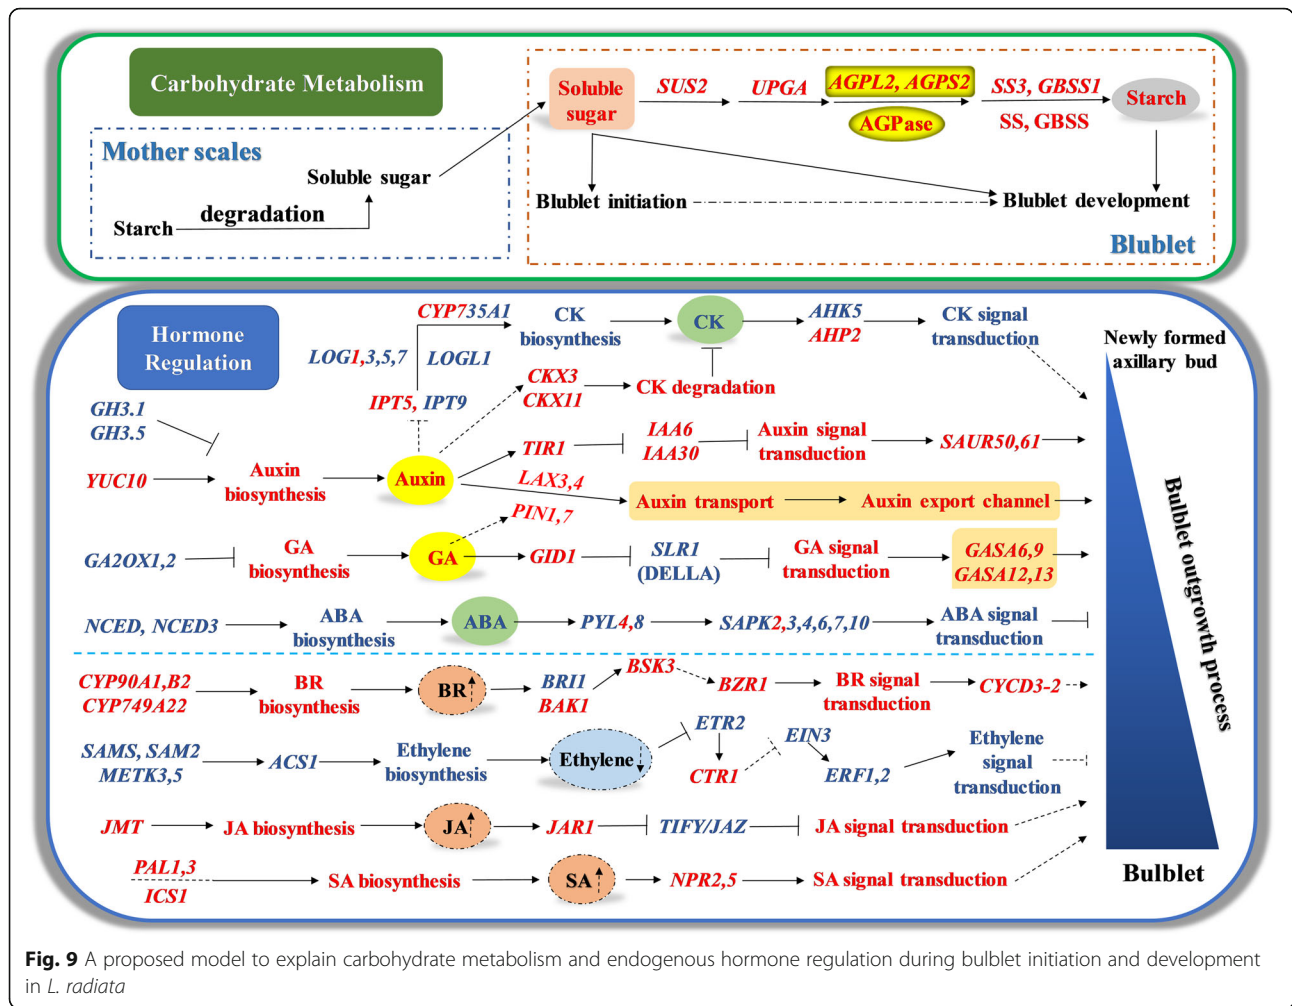 Carbohydrate Metabolism
Mother scales
Soluble sugar
degradation
Starch
Soluble
sugar
SUS2
UPGA
AGPL2, AGPS2
AGPase
SS3, GBSS1
SS, GBSS
Starch
Blublet initiation
Blublet development
Blublet
Hormone
Regulation
CYP735A1
LOG1,3,5,7
LOGL1
IPT5, IPT9
CK
biosynthesis
CK
AHK5
AHP2
CK signal
transduction
CKX3
CKX11
CK degradation
Newly formed
axillary bud
GH3.1
GH3.5
YUC10
Auxin
biosynthesis
Auxin
TIR1
IAA6
IAA30
Auxin signal
transduction
SAUR50,61
LAX3,4
PIN1,7
Auxin transport
Auxin export channel
GA2OX1,2
GA
biosynthesis
GA
GID1
SLR1
(DELLA)
GA signal
transduction
GASA6,9
GASA12,13
NCED, NCED3
ABA
biosynthesis
ABA
PYL4,8
SAPK2,3,4,6,7,10
ABA signal
transduction
Bulblet outgrowth process
CYP90A1,B2
CYP749A22
BR
biosynthesis
BR
BRI1
BAK1
BSK3
BZR1
BR signal
transduction
CYCD3-2
SAMS, SAM2
METK3,5
ACS1
Ethylene
biosynthesis
Ethylene
ETR2
CTR1
EIN3
ERF1,2
Ethylene
signal
transduction
JMT
JA biosynthesis
JA
JAR1
TIFY/JAZ
JA signal transduction
PAL1,3
ICS1
SA biosynthesis
SA
NPR2,5
SA signal transduction
Bulblet
Fig. 9 A proposed model to explain carbohydrate metabolism and endogenous hormone regulation during bulblet initiation and development
in L. radiata